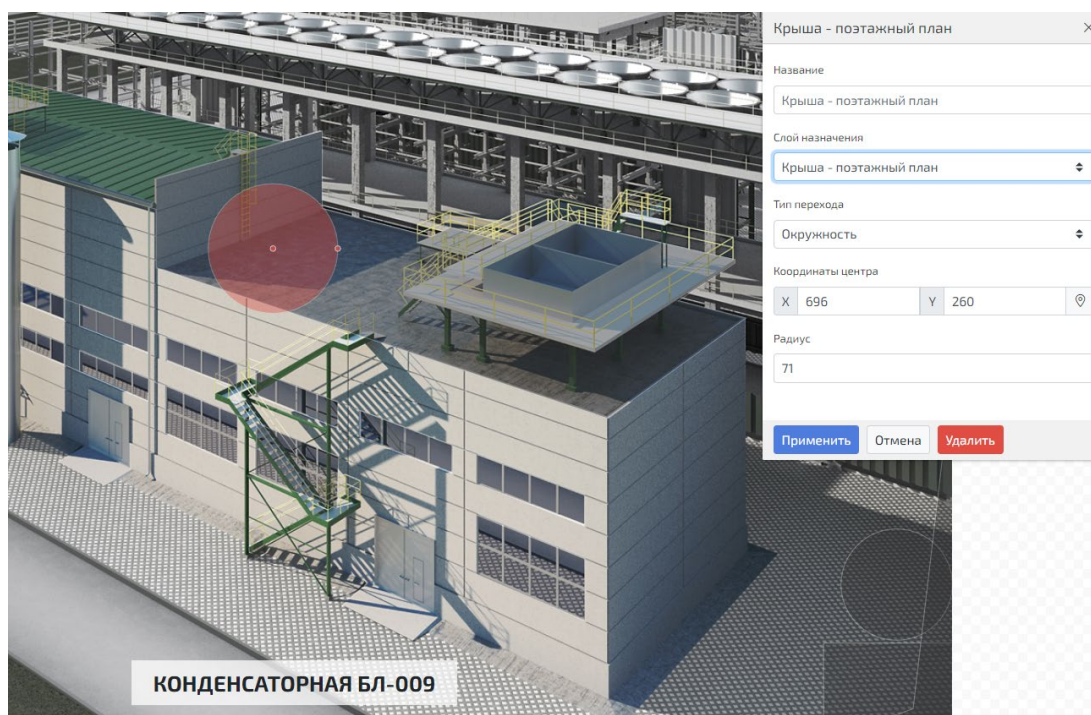 Крыша - поэтажный план
Название
Крыша - поэтажный план
Слой назначения
Крыша - поэтажный план
Тип перехода
Окружность
Координаты центра
X 696 Y 260
Радиус
71
Применить Отмена Удалить
КОНДЕНСАТОРНАЯ БЛ-009